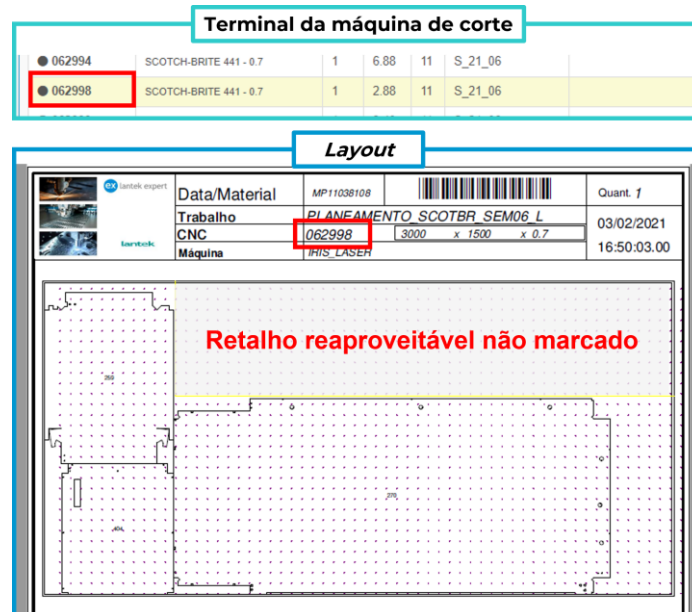 Terminal da máquina de corte
062994 SCOTCH-BRITE 441 - 0.7 1 6.88 11 S_21_06
062998 SCOTCH-BRITE 441 - 0.7 1 2.88 11 S_21_06
Layout
ex lantek expert
lantek
Data/Material MP11038108 Quant. 1
Trabalho PLANEAMENTO_SCOTBR_SEM06_L
CNC 062998 3000 x 1500 x 0.7
Máquina IRIS_LASER
03/02/2021
16:50:03.00
Retalho reaproveitável não marcado
270